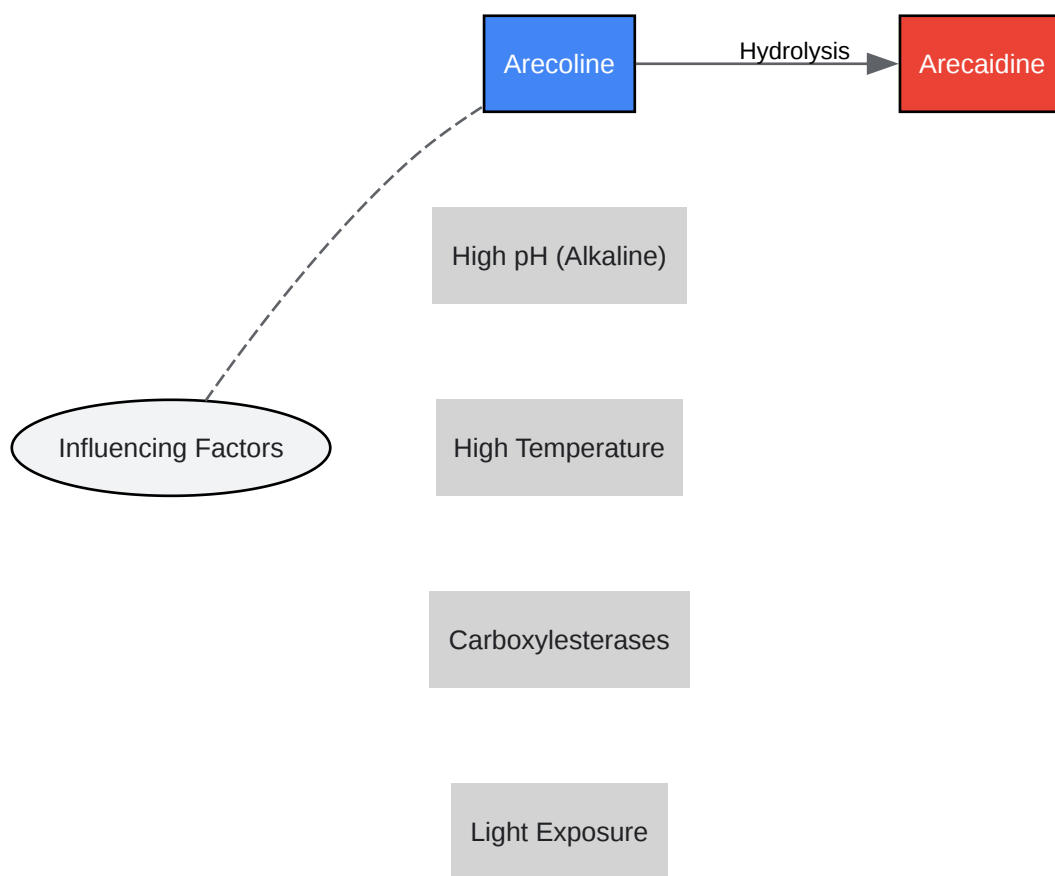 Arecoline
Hydrolysis
Arecaidine
High pH (Alkaline)
Influencing Factors
High Temperature
Carboxylesterases
Light Exposure